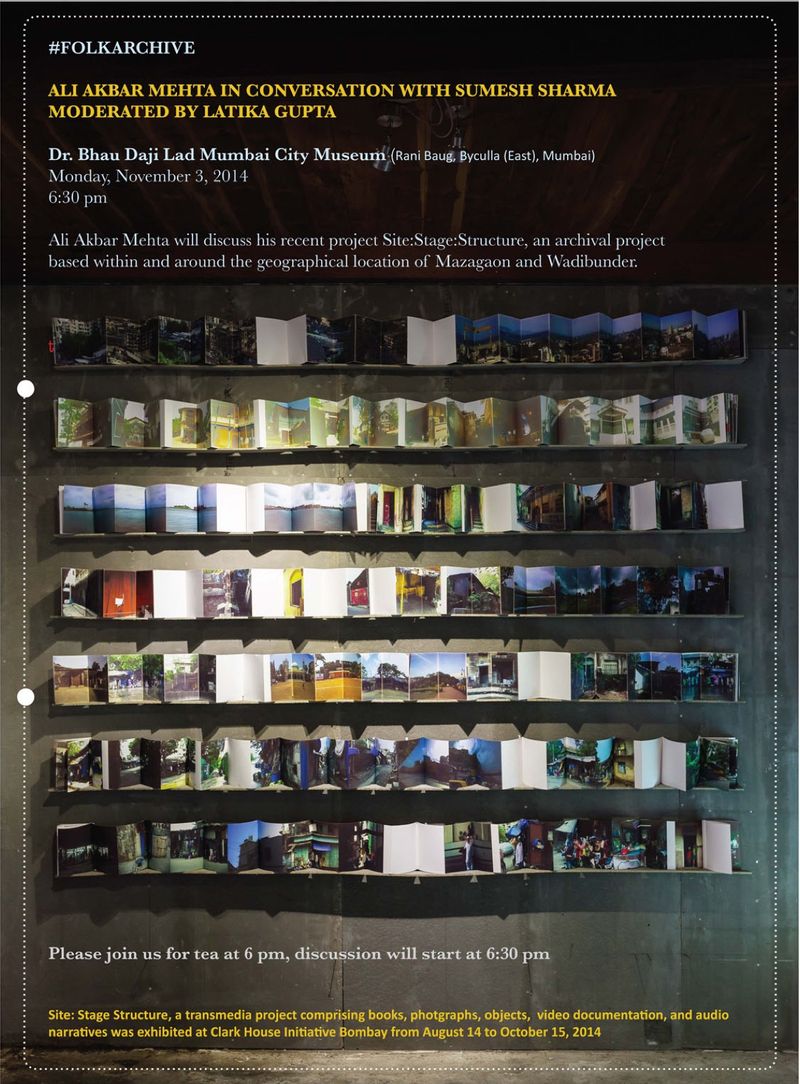 #FOLKARCHIVE
ALI AKBAR MEHTA IN CONVERSATION WITH SUMESH SHARMA
MODERATED BY LATIKA GUPTA
Dr. Bhau Daji Lad Mumbai City Museum (Rani Baug, Byculla (East), Mumbai)
Monday, November 3, 2014
6:30 pm
Ali Akbar Mehta will discuss his recent project Site:Stage:Structure, an archival project
based within and around the geographical location of Mazagaon and Wadibunder.
t
Please join us for tea at 6 pm, discussion will start at 6:30 pm
Site: Stage Structure, a transmedia project comprising books, photgraphs, objects, video documentation, and audio
narratives was exhibited at Clark House Initiative Bombay from August 14 to October 15, 2014